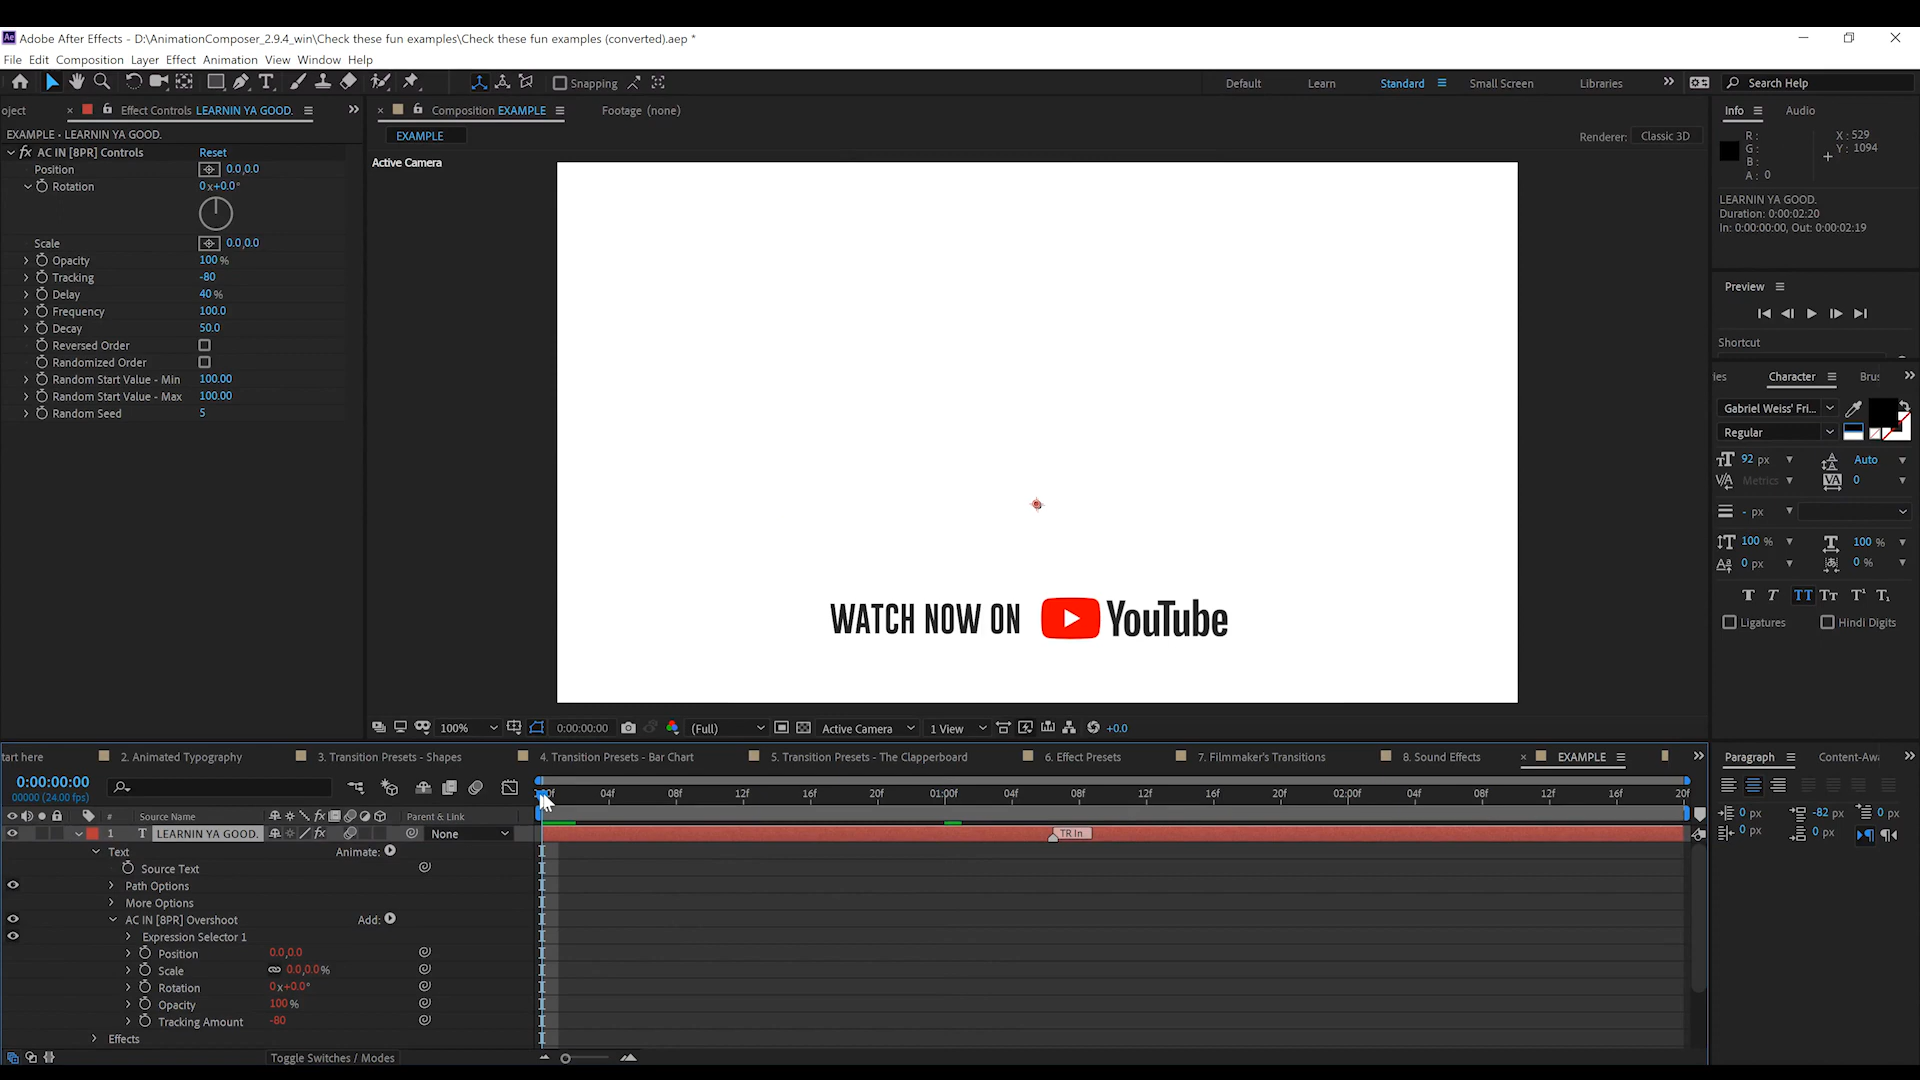 Adobe After Effects - D:\AnimationComposer_2.9.4_win\Check these fun examples\Check these fun examples (converted).aep *
File Edit Composition Layer Effect Animation View Window Help
Snapping Default Learn Standard Small Screen Libraries Search Help
oject Effect Controls LEARNIN YA GOOD. Composition EXAMPLE Footage (none) Info Audio
EXAMPLE • LEARNIN YA GOOD.
EXAMPLE
Renderer: Classic 3D
Active Camera
AC IN [8PR] Controls Reset
Position 0.0,0.0
Rotation 0x+0.0°
Scale 0.0,0.0
Opacity 100 %
Tracking -80
Delay 40 %
Frequency 100.0
Decay 50.0
Reversed Order
Randomized Order
Random Start Value - Min 100.00
Random Start Value - Max 100.00
Random Seed 5
WATCH NOW ON YouTube
R :
G :
B :
A : 0
X : 529
Y : 1094
LEARNIN YA GOOD.
Duration: 0:00:02:20
In: 0:00:00:00, Out: 0:00:02:19
Preview
Shortcut
ies Character Bru
Gabriel Weiss' Fri...
Regular
92 px Auto
Metrics 0
- px
100 % 100 %
0 px 0 %
Ligatures Hindi Digits
100% 0:00:00:00 (Full) Active Camera 1 View +0.0
tart here 2. Animated Typography 3. Transition Presets - Shapes 4. Transition Presets - Bar Chart 5. Transition Presets - The Clapperboard 6. Effect Presets 7. Filmmaker's Transitions 8. Sound Effects EXAMPLE
0:00:00:00
00000 (24.00 fps)
04f 08f 12f 16f 20f 01:00f 04f 08f 12f 16f 20f 02:00f 04f 08f 12f 16f 20f
# Source Name Parent & Link
1 T LEARNIN YA GOOD. None
TR In
Text Animate:
Source Text
Path Options
More Options
AC IN [8PR] Overshoot Add:
Expression Selector 1
Position 0.0,0.0
Scale 0.0,0.0%
Rotation 0x+0.0°
Opacity 100%
Tracking Amount -80
Effects
Toggle Switches / Modes
Paragraph Content-Aw
0 px -82 px 0 px
0 px 0 px